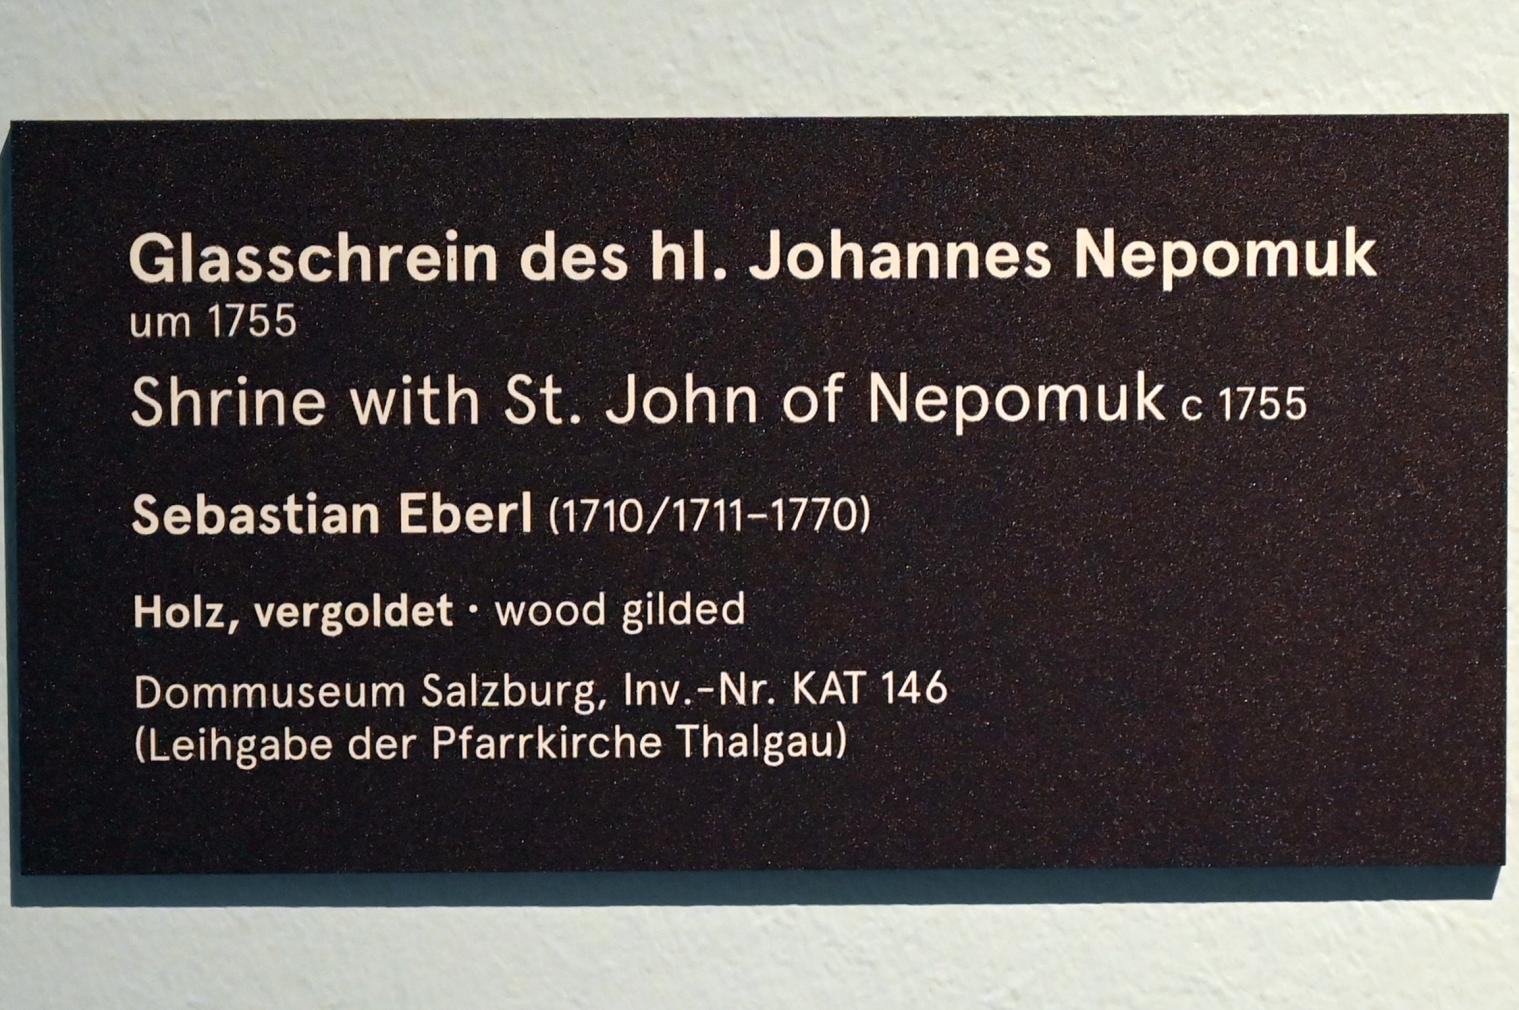 Glasschrein des hl. Johannes Nepomuk
um 1755
Shrine with St. John of Nepomuk c 1755
Sebastian Eberl (1710/1711–1770)
Holz, vergoldet · wood gilded
Dommuseum Salzburg, Inv.-Nr. KAT 146
(Leihgabe der Pfarrkirche Thalgau)